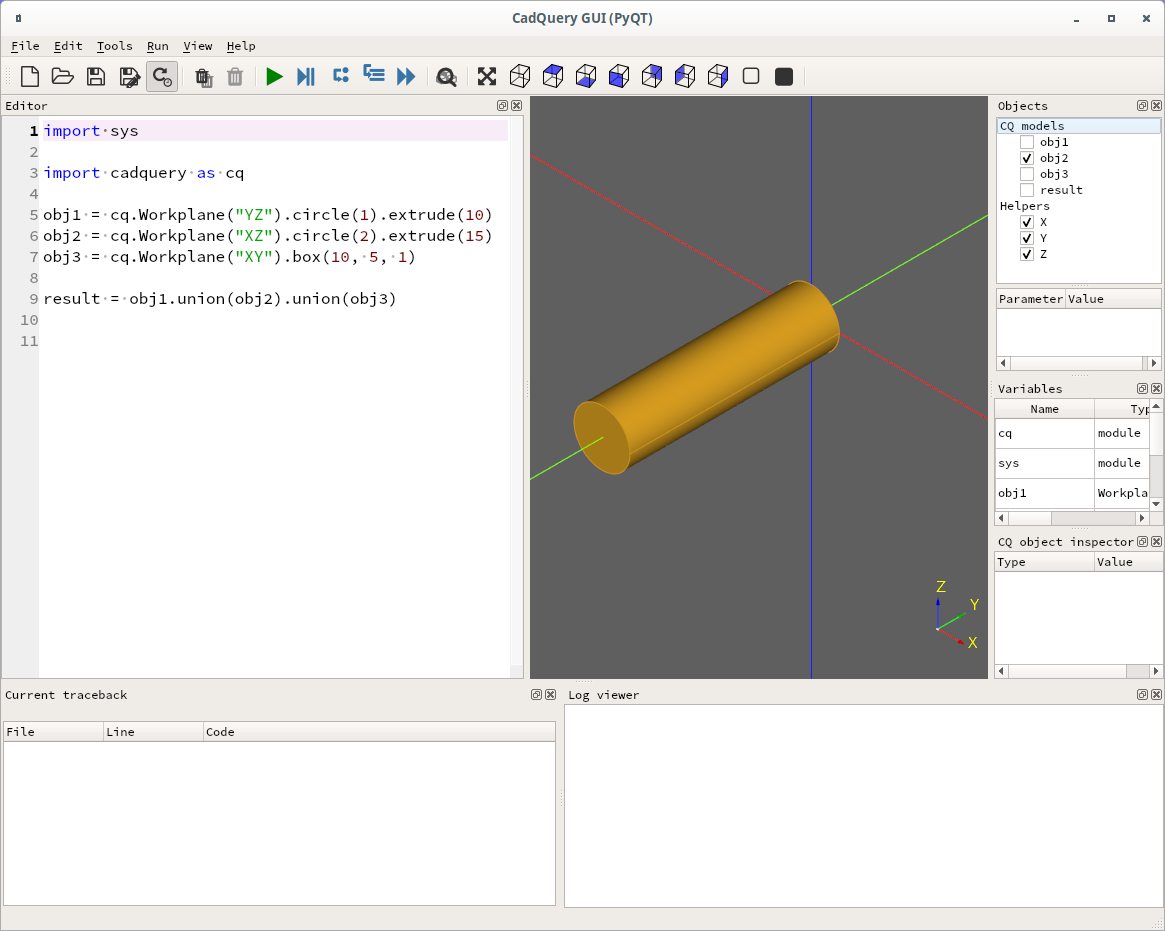 CadQuery GUI (PyQT)
File Edit Tools Run View Help
Editor
1 import·sys
2
3 import·cadquery·as·cq
4
5 obj1·=·cq.Workplane("YZ").circle(1).extrude(10)
6 obj2·=·cq.Workplane("XZ").circle(2).extrude(15)
7 obj3·=·cq.Workplane("XY").box(10,·5,·1)
8
9 result·=·obj1.union(obj2).union(obj3)
10
11
Z
Y
X
Objects
CQ models
obj1
obj2
obj3
result
Helpers
X
Y
Z
Parameter Value
Variables
Name Typ
cq module
sys module
obj1 Workpla
CQ object inspector
Type Value
Current traceback
File Line Code
Log viewer